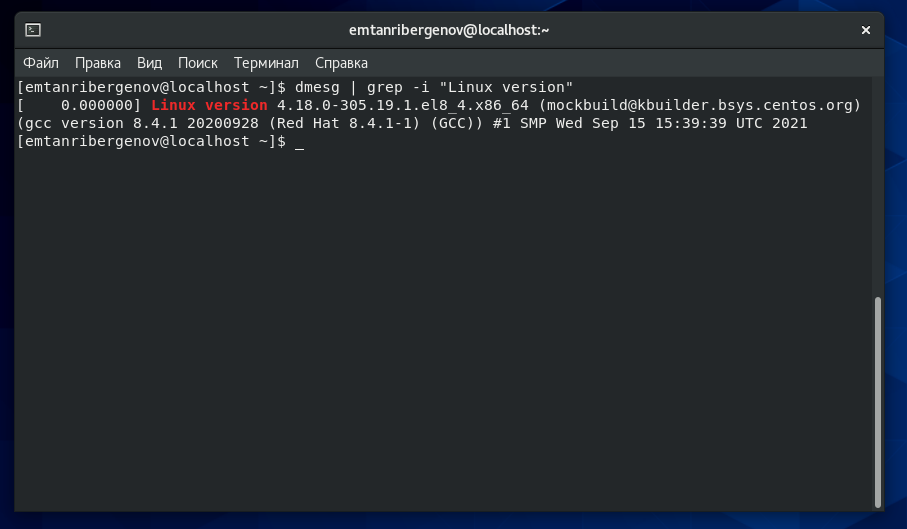 emtanribergenov@localhost:~
Файл Правка Вид Поиск Терминал Справка
[emtanribergenov@localhost ~]$ dmesg | grep -i "Linux version"
[    0.000000] Linux version 4.18.0-305.19.1.el8_4.x86_64 (mockbuild@kbuilder.bsys.centos.org)
(gcc version 8.4.1 20200928 (Red Hat 8.4.1-1) (GCC)) #1 SMP Wed Sep 15 15:39:39 UTC 2021
[emtanribergenov@localhost ~]$ _